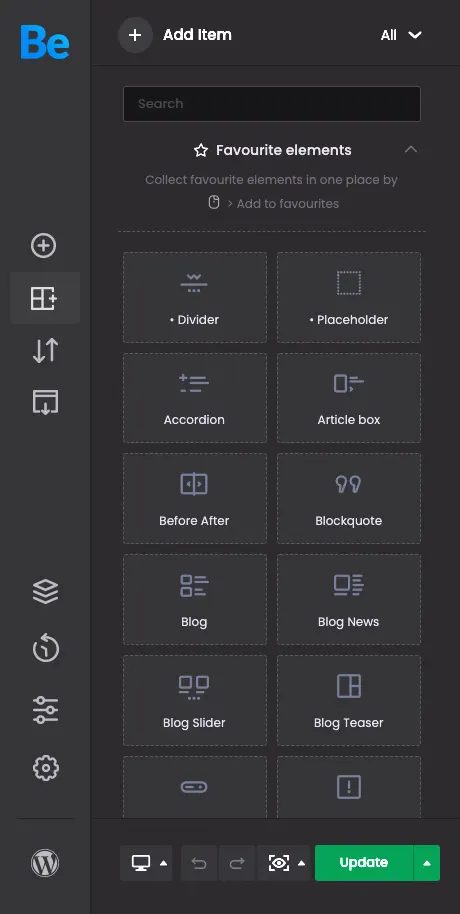 Be
Add Item
All
Search
Favourite elements
Collect favourite elements in one place by
> Add to favourites
• Divider
• Placeholder
Accordion
Article box
Before After
Blockquote
Blog
Blog News
Blog Slider
Blog Teaser
Update